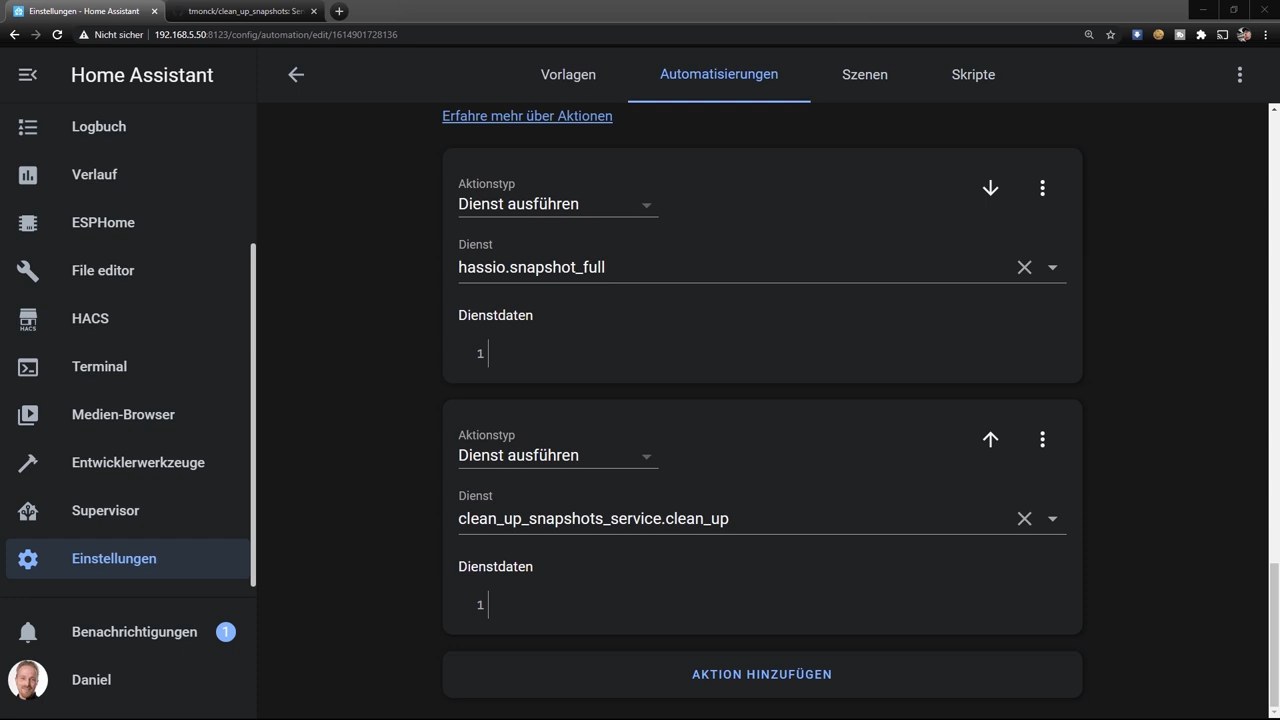 Einstellungen - Home Assistant
tmonck/clean_up_snapshots: Ser
Nicht sicher
192.168.5.50:8123/config/automation/edit/1614901728136
Home Assistant
Vorlagen
Automatisierungen
Szenen
Skripte
Logbuch
Verlauf
ESPHome
File editor
HACS
HACS
Terminal
Medien-Browser
Entwicklerwerkzeuge
Supervisor
Einstellungen
Benachrichtigungen
1
Daniel
Erfahre mehr über Aktionen
Aktionstyp
Dienst ausführen
Dienst
hassio.snapshot_full
Dienstdaten
1
Aktionstyp
Dienst ausführen
Dienst
clean_up_snapshots_service.clean_up
Dienstdaten
1
AKTION HINZUFÜGEN